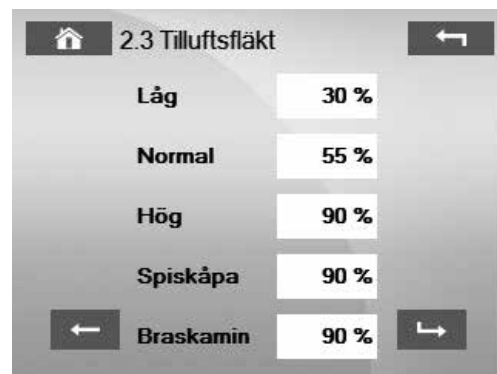 2.3 Tilluftsfläkt
Låg 30 %
Normal 55 %
Hög 90 %
Spiskåpa 90 %
Braskamin 90 %